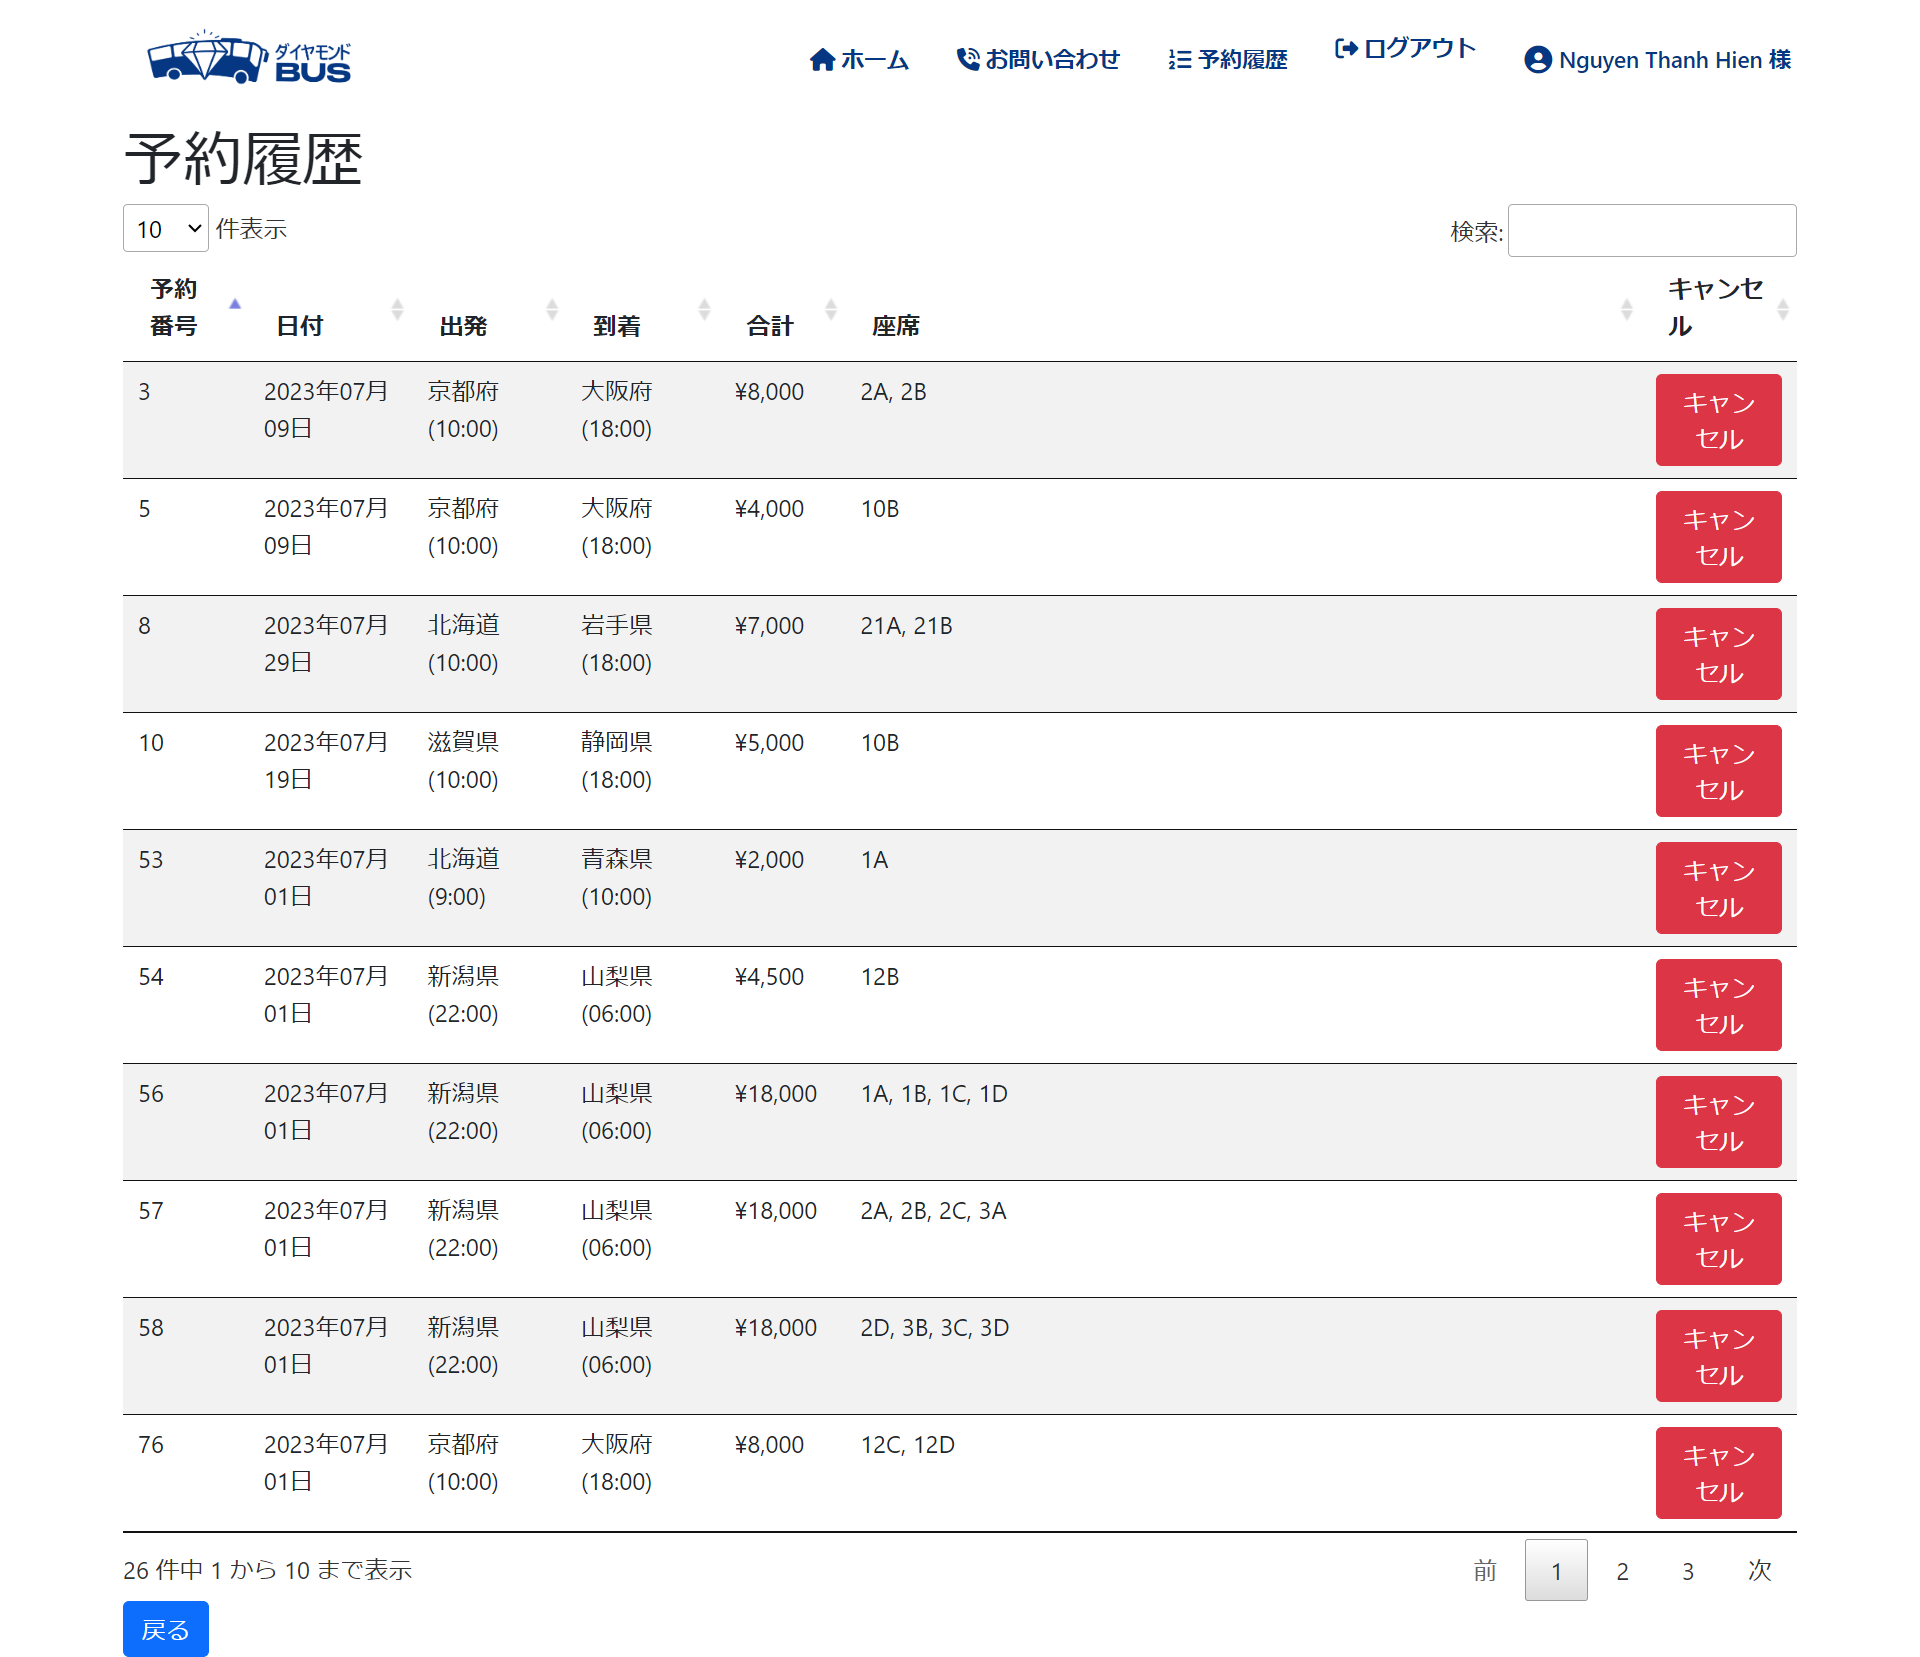 ダイヤモンド
BUS
ホーム お問い合わせ 予約履歴 ログアウト Nguyen Thanh Hien 様
予約履歴
10 件表示
検索:
予約番号 日付 出発 到着 合計 座席 キャンセル
3 2023年07月09日 京都府 (10:00) 大阪府 (18:00) ¥8,000 2A, 2B キャンセル
5 2023年07月09日 京都府 (10:00) 大阪府 (18:00) ¥4,000 10B キャンセル
8 2023年07月29日 北海道 (10:00) 岩手県 (18:00) ¥7,000 21A, 21B キャンセル
10 2023年07月19日 滋賀県 (10:00) 静岡県 (18:00) ¥5,000 10B キャンセル
53 2023年07月01日 北海道 (9:00) 青森県 (10:00) ¥2,000 1A キャンセル
54 2023年07月01日 新潟県 (22:00) 山梨県 (06:00) ¥4,500 12B キャンセル
56 2023年07月01日 新潟県 (22:00) 山梨県 (06:00) ¥18,000 1A, 1B, 1C, 1D キャンセル
57 2023年07月01日 新潟県 (22:00) 山梨県 (06:00) ¥18,000 2A, 2B, 2C, 3A キャンセル
58 2023年07月01日 新潟県 (22:00) 山梨県 (06:00) ¥18,000 2D, 3B, 3C, 3D キャンセル
76 2023年07月01日 京都府 (10:00) 大阪府 (18:00) ¥8,000 12C, 12D キャンセル
26 件中 1 から 10 まで表示
前 1 2 3 次
戻る